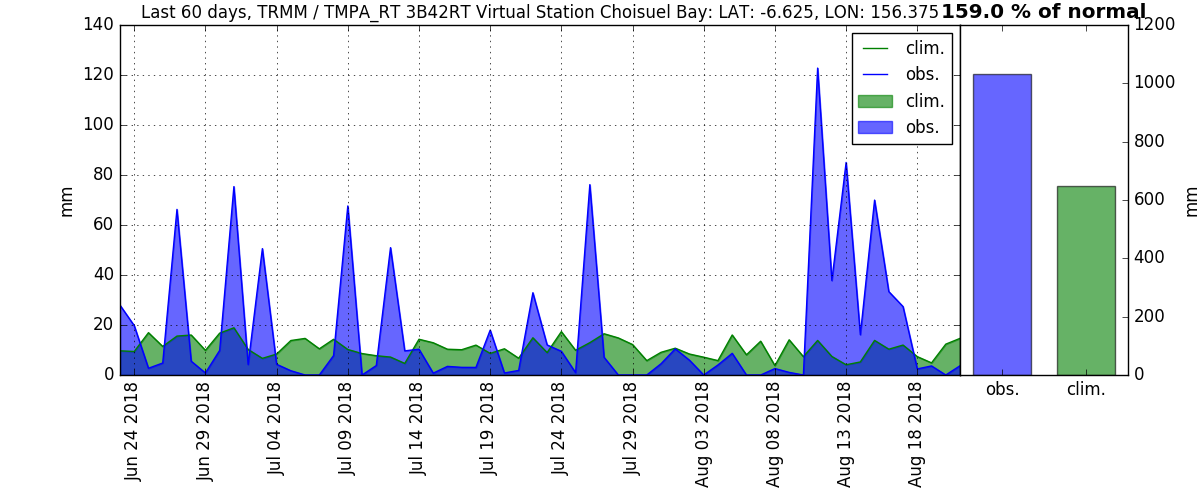 Last 60 days, TRMM / TMPA_RT 3B42RT Virtual Station Choisuel Bay: LAT: -6.625, LON: 156.375
159.0 % of normal
140
120
100
80
60
40
20
0
mm
clim.
obs.
clim.
obs.
Jun 24 2018
Jun 29 2018
Jul 04 2018
Jul 09 2018
Jul 14 2018
Jul 19 2018
Jul 24 2018
Jul 29 2018
Aug 03 2018
Aug 08 2018
Aug 13 2018
Aug 18 2018
1200
1000
800
600
400
200
0
mm
obs.
clim.